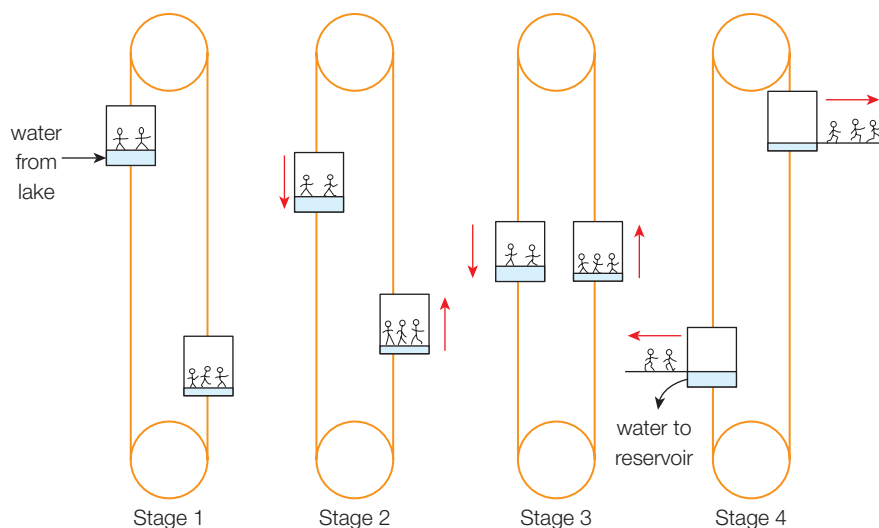 water
from
lake
water to
reservoir
Stage 1
Stage 2
Stage 3
Stage 4